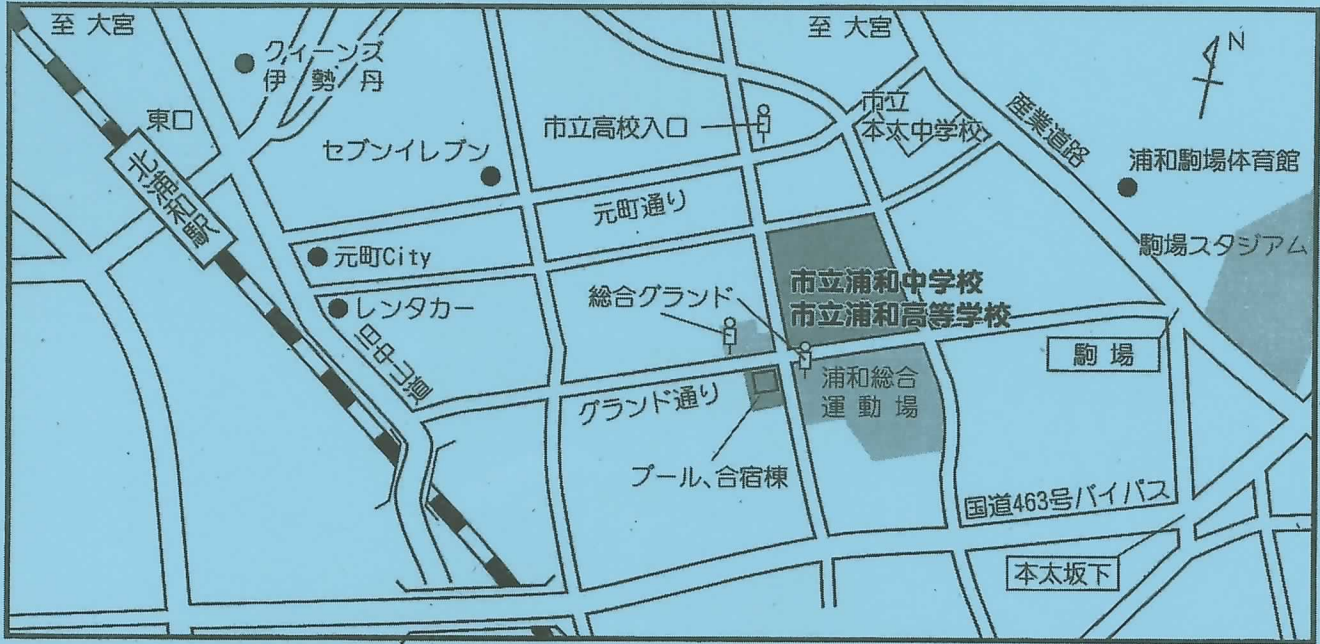 至 大宮
クィーンズ
伊 勢 丹
至 大宮
N
東口
市立高校入口
市立
本太中学校
産業道路
セブンイレブン
浦和駒場体育館
北浦和駅
元町通り
元町City
駒場スタジアム
総合グランド
市立浦和中学校
市立浦和高等学校
レンタカー
旧中山道
駒 場
グランド通り
浦和総合
運 動 場
プール、合宿棟
国道463号バイパス
本太坂下